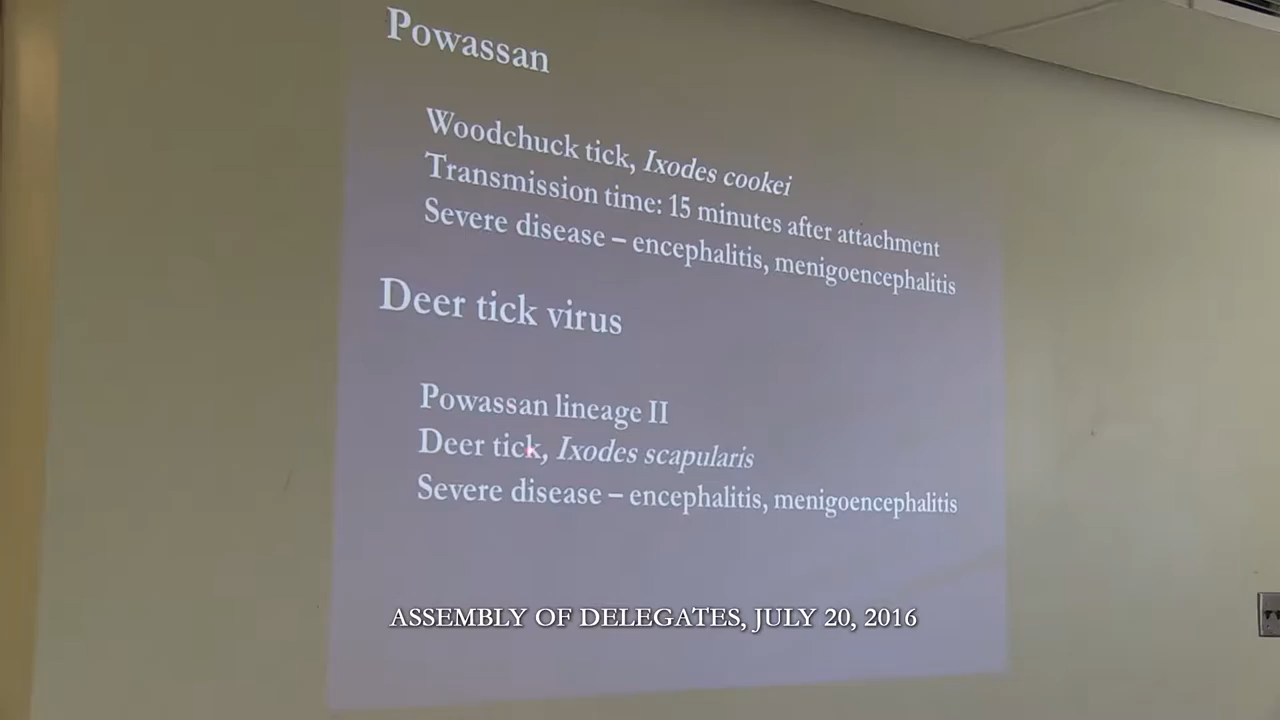 Powassan
Woodchuck tick, Ixodes cookei
Transmission time: 15 minutes after attachment
Severe disease – encephalitis, menigoencephalitis
Deer tick virus
Powassan lineage II
Deer tick, Ixodes scapularis
Severe disease – encephalitis, menigoencephalitis
ASSEMBLY OF DELEGATES, JULY 20, 2016